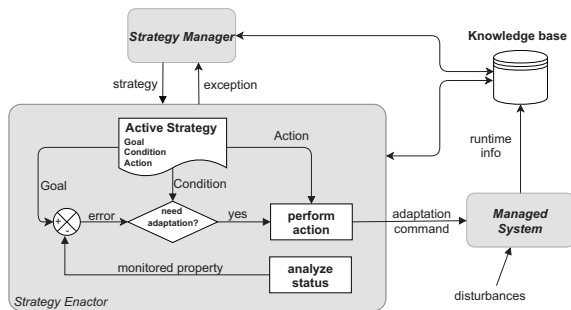 Strategy Manager
Knowledge base
strategy
exception
Active Strategy
Goal
Condition
Action
Action
runtime
info
Goal
Condition
need
adaptation?
error
yes
perform
action
adaptation
command
Managed
System
+
-
monitored property
analyze
status
disturbances
Strategy Enactor